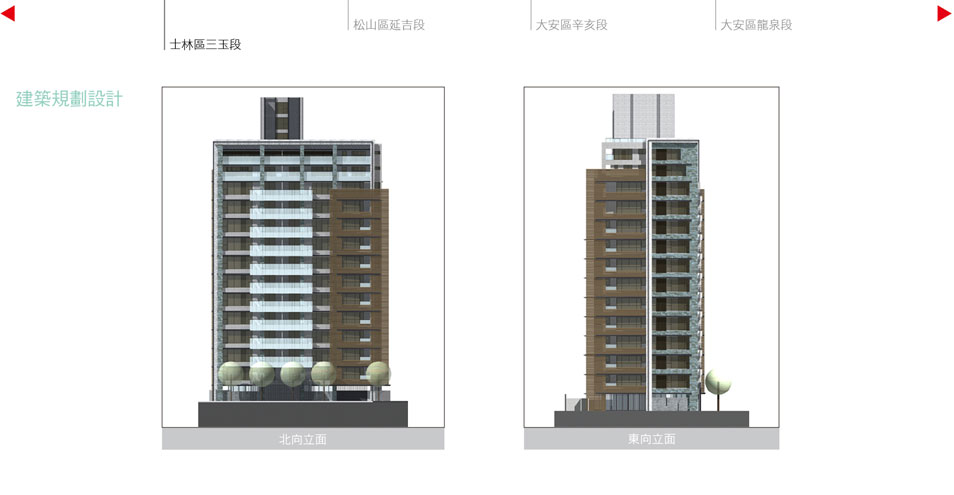 松山區延吉段
大安區辛亥段
大安區龍泉段
士林區三玉段
建築規劃設計
北向立面
東向立面